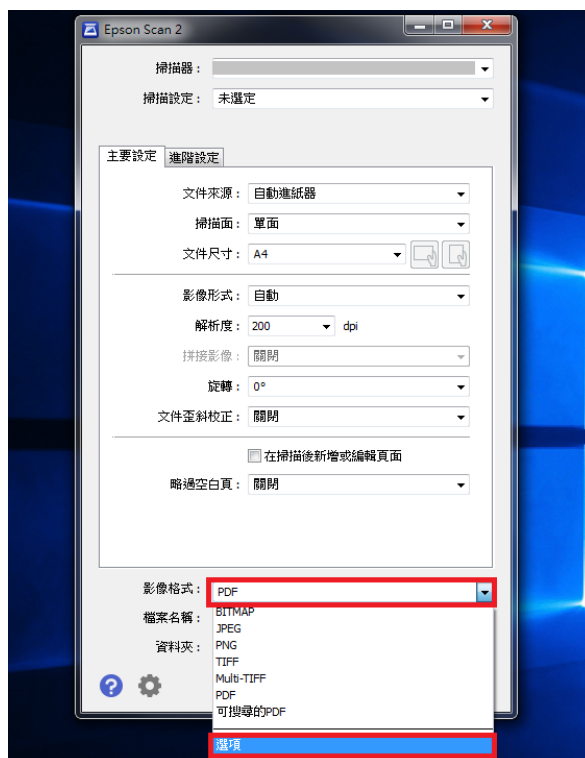 Epson Scan 2
掃描器：
掃描設定： 未選定
主要設定 進階設定
文件來源： 自動進紙器
掃描面： 單面
文件尺寸： A4
影像形式： 自動
解析度： 200 dpi
拼接影像： 關閉
旋轉： 0°
文件歪斜校正： 關閉
在掃描後新增或編輯頁面
略過空白頁： 關閉
影像格式： PDF
檔案名稱：
資料夾：
BITMAP
JPEG
PNG
TIFF
Multi-TIFF
PDF
可搜尋的PDF
選項